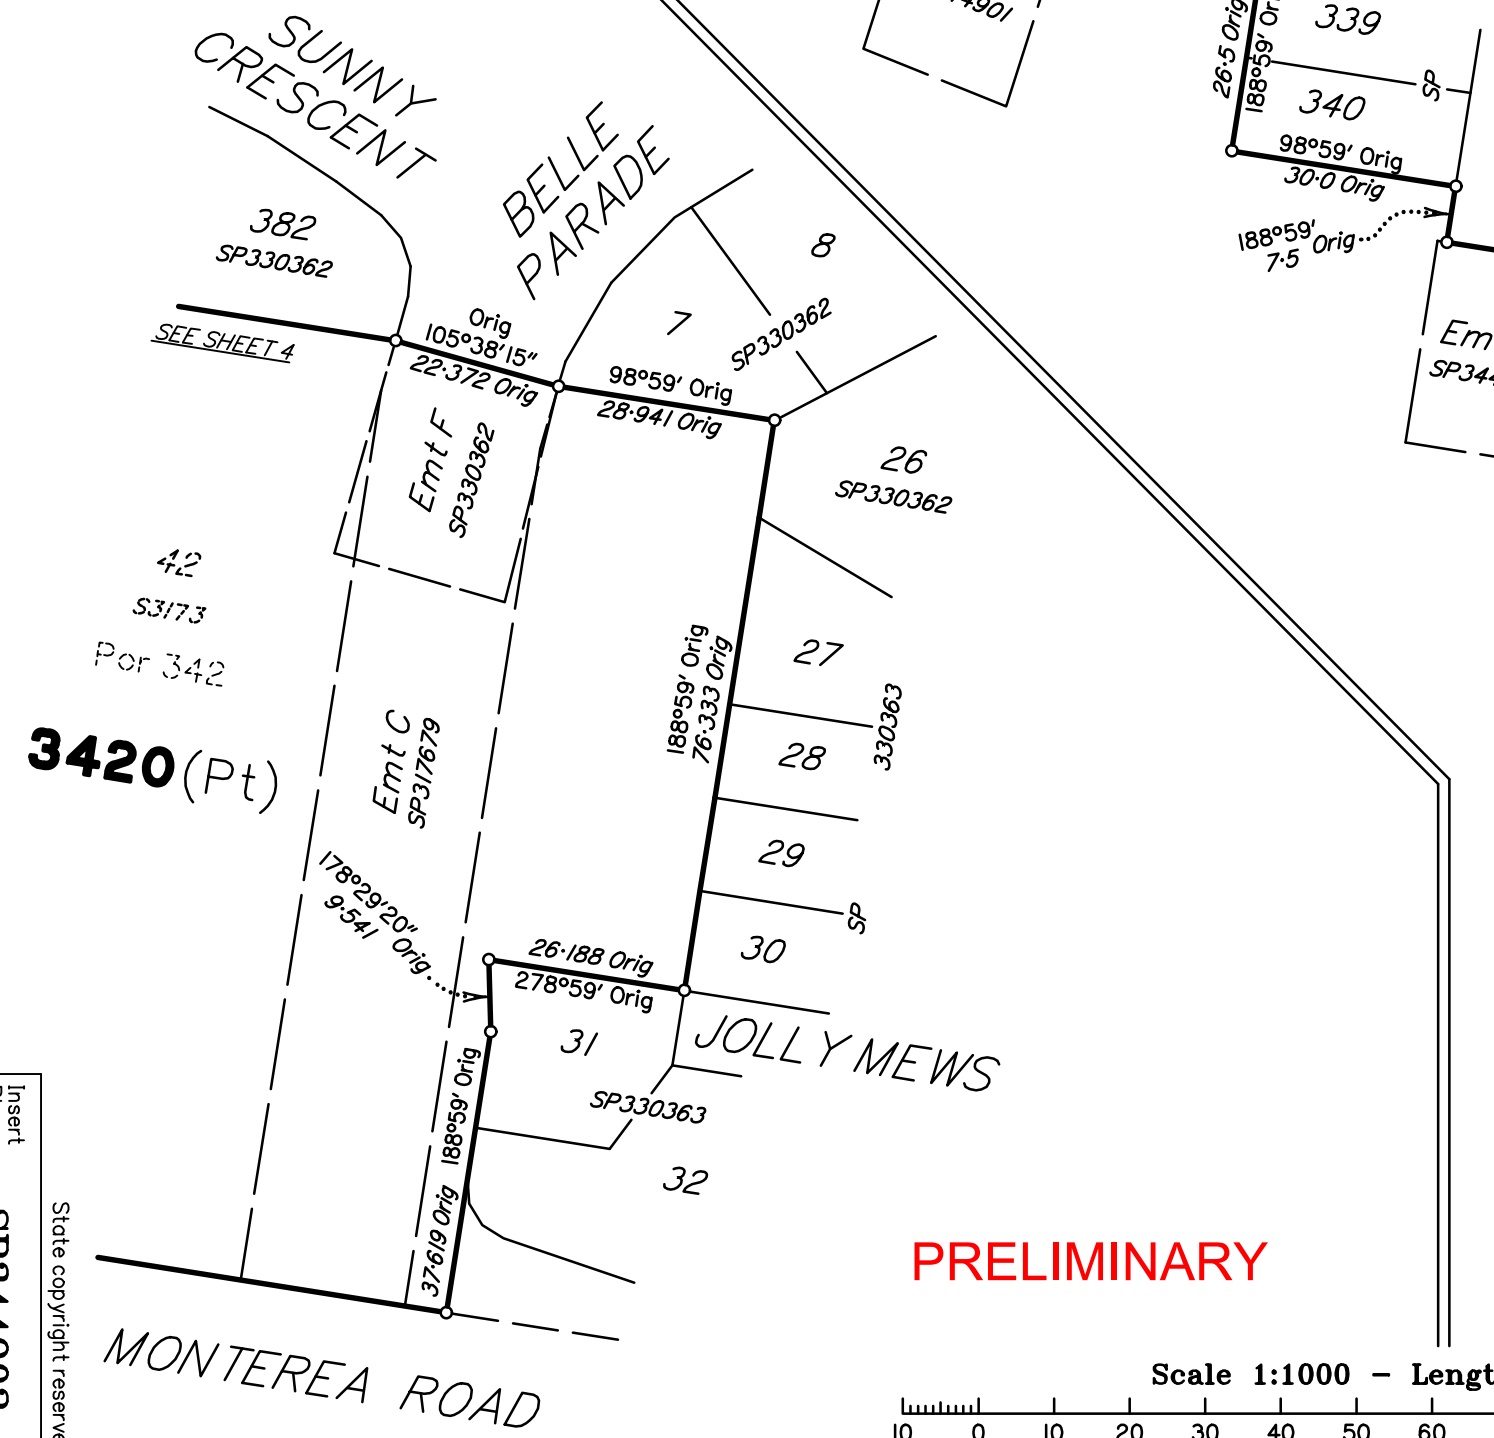 SUNNY
CRESCENT
BELLE
PARADE
339
SP
340
26·5 Orig
188°59'
98°59' Orig
30·0 Orig
188°59' Orig
7·5
382
SP330362
SEE SHEET 4
Orig
105°38'15"
22·372 Orig
98°59' Orig
28·941 Orig
7
8
SP330362
26
SP330362
Emt F
SP330362
42
S3173
Por 342
3420 (Pt)
Emt C
SP317679
188°59' Orig
76·333 Orig
27
28
330363
29
SP
30
178°29'20"
9·541 Orig
26·188 Orig
278°59' Orig
31
SP330363
JOLLY MEWS
32
188°59' Orig
37·619 Orig
MONTEREA ROAD
PRELIMINARY
Insert
State copyright
Scale 1:1000 –
10 0 10 20 30 40 50 60